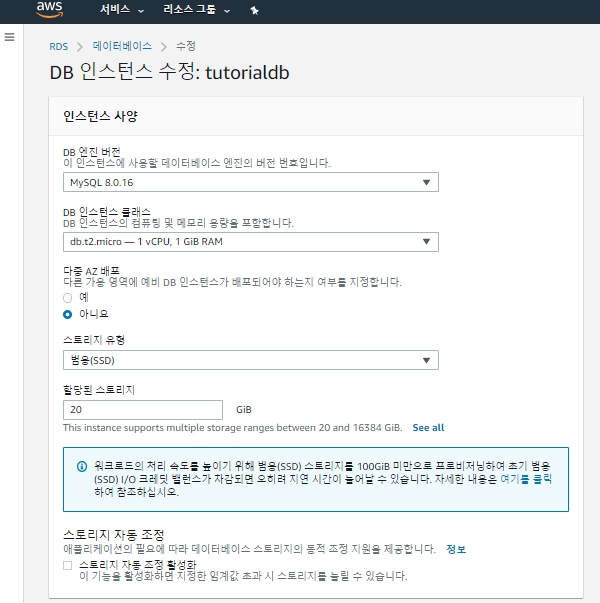 aws 서비스 리소스 그룹
RDS 데이터베이스 수정
DB 인스턴스 수정: tutorialdb
인스턴스 사양
DB 엔진 버전
이 인스턴스에 사용할 데이터베이스 엔진의 버전 번호입니다.
MySQL 8.0.16
DB 인스턴스 클래스
DB 인스턴스의 컴퓨팅 및 메모리 용량을 포함합니다.
db.t2.micro — 1 vCPU, 1 GiB RAM
다중 AZ 배포
다른 가용 영역에 예비 DB 인스턴스가 배포되어야 하는지 여부를 지정합니다.
예
아니요
스토리지 유형
범용(SSD)
할당된 스토리지
20 GiB
This instance supports multiple storage ranges between 20 and 16384 GiB. See all
워크로드의 처리 속도를 높이기 위해 범용(SSD) 스토리지를 100GiB 미만으로 프로비저닝하여 초기 범용
(SSD) I/O 크레딧 밸런스가 차감되면 오히려 지연 시간이 늘어날 수 있습니다. 자세한 내용은 여기를 클릭
하여 참조하십시오.
스토리지 자동 조정
애플리케이션의 필요에 따라 데이터베이스 스토리지의 동적 조정 지원을 제공합니다. 정보
스토리지 자동 조정 활성화
이 기능을 활성화하면 지정한 임계값 초과 시 스토리지를 늘릴 수 있습니다.